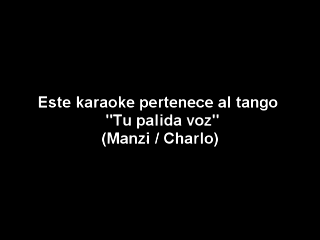 Este karaoke pertenece al tango
"Tu palida voz"
(Manzi / Charlo)